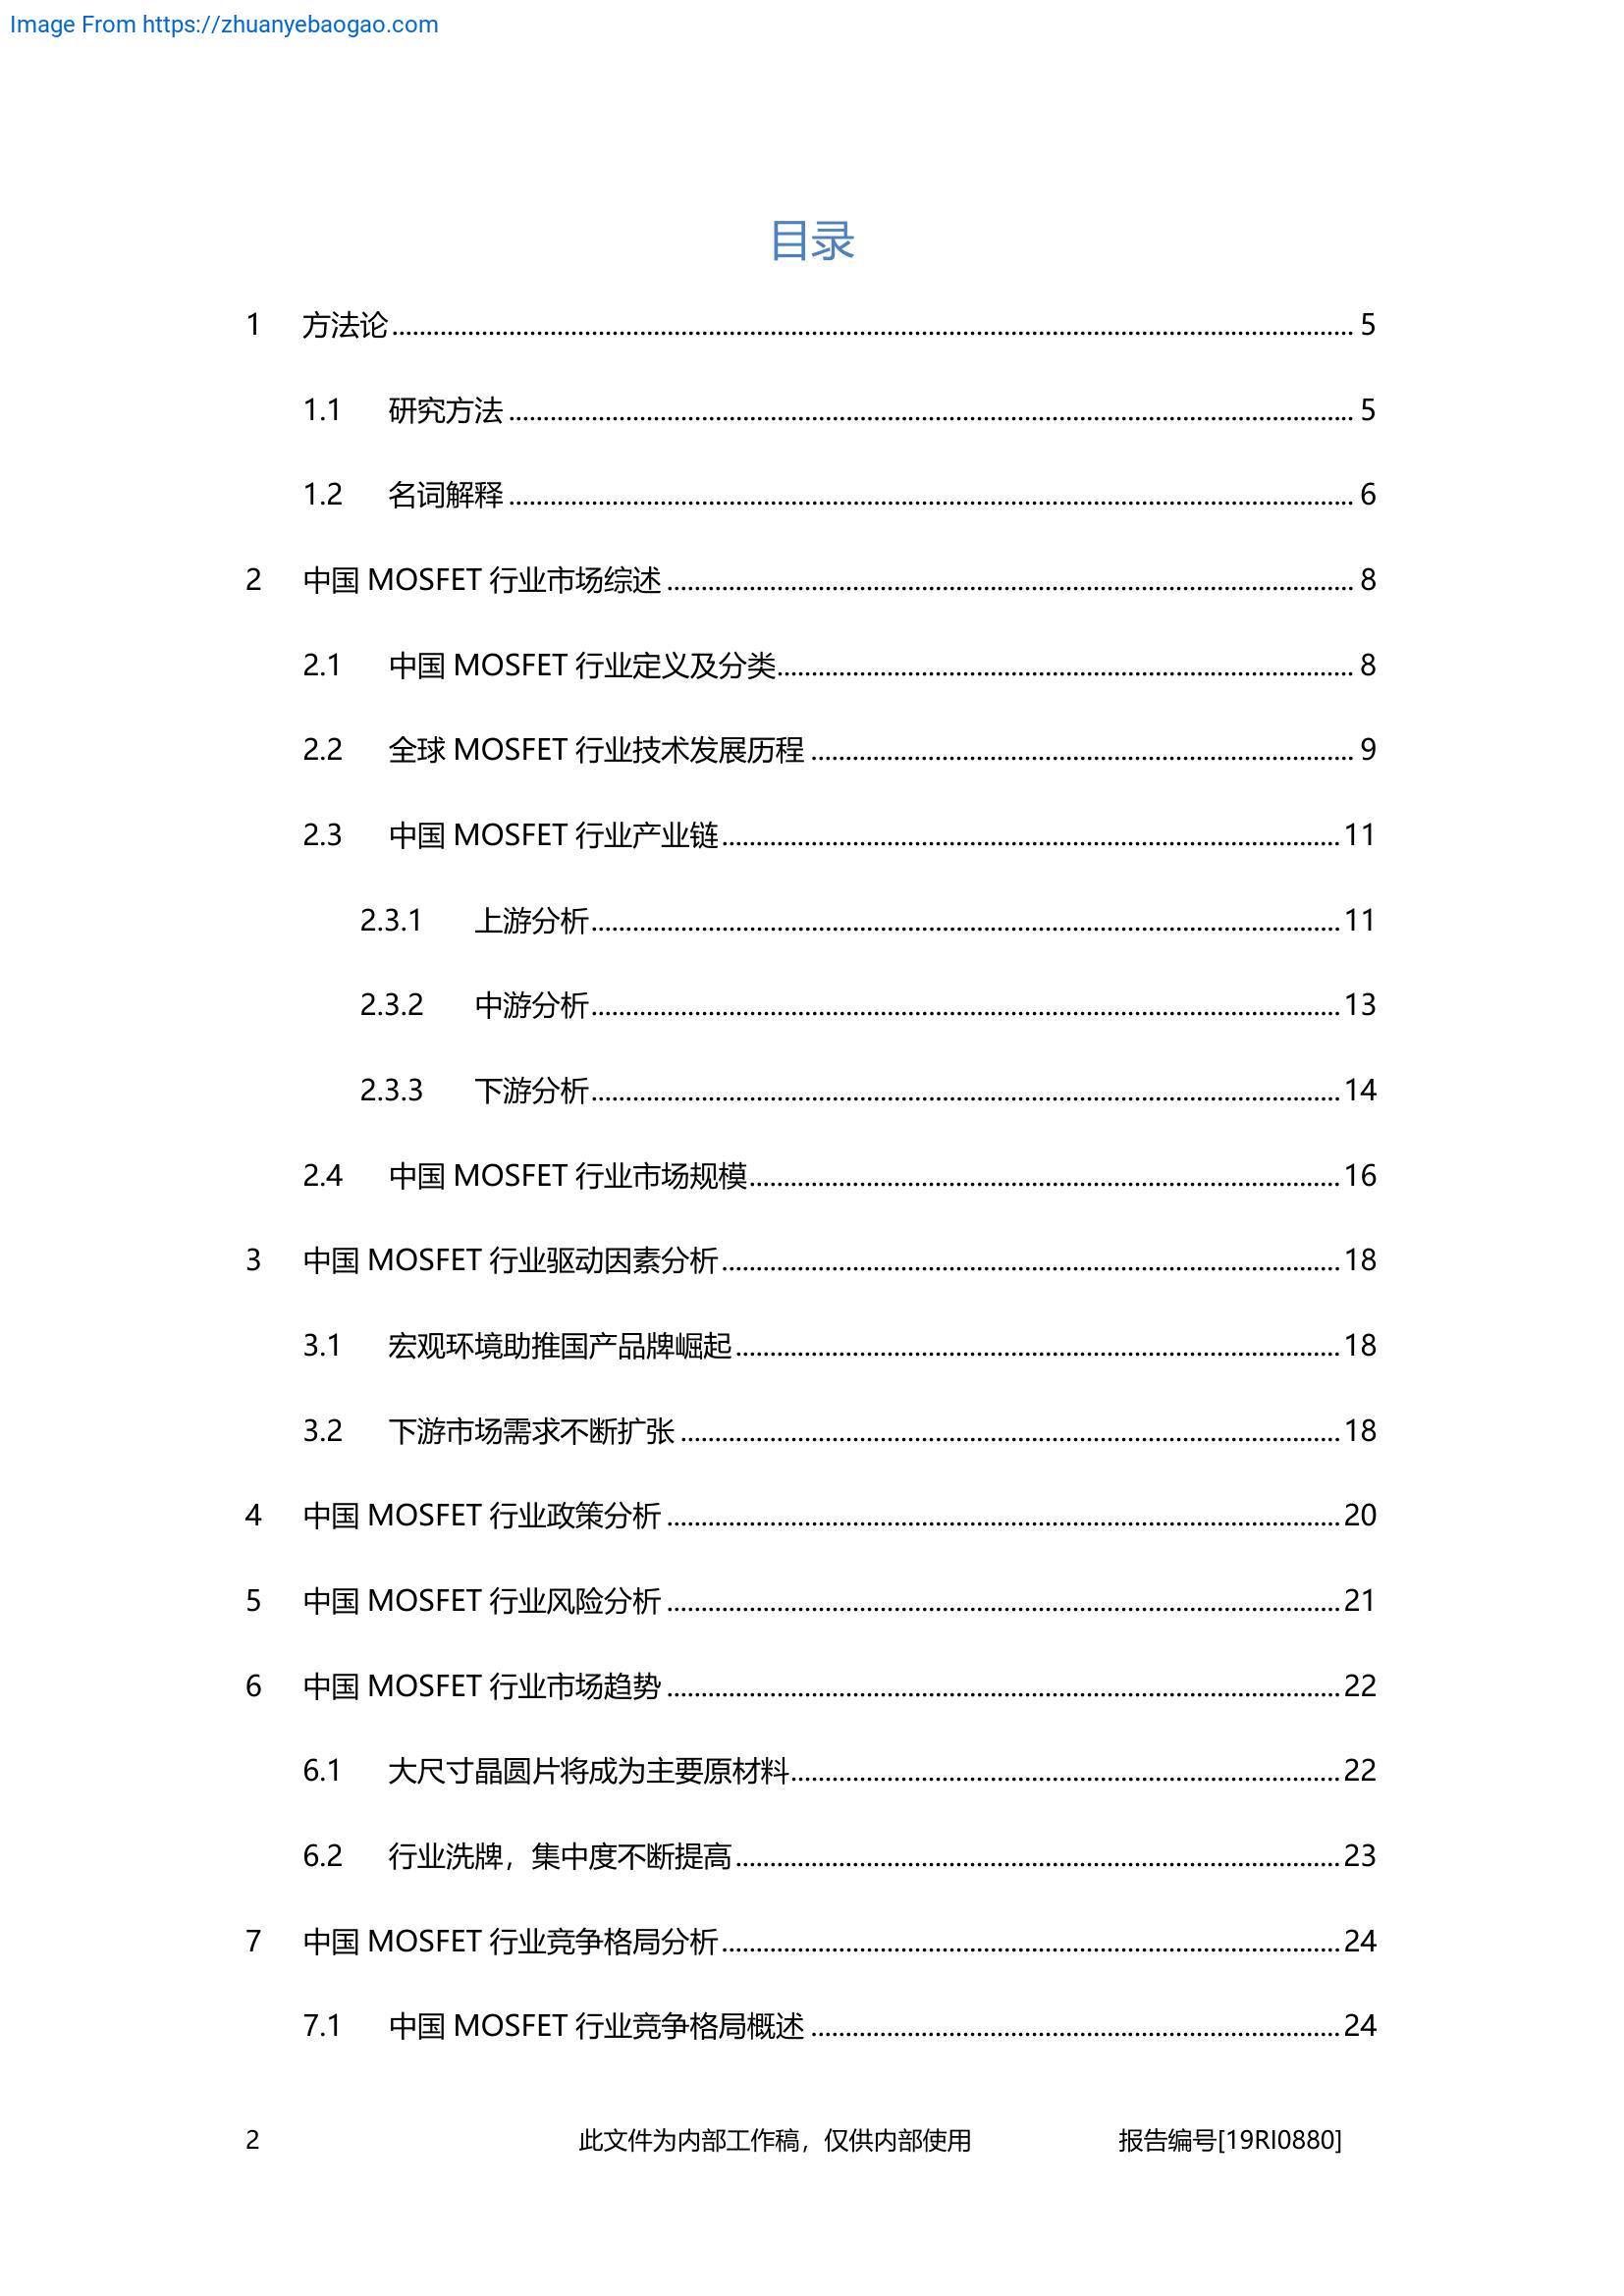 Image From https://zhuanyebaogao.com
目录
1 方法论 ........................................ 5
1.1 研究方法 ........................................ 5
1.2 名词解释 ........................................ 6
2 中国 MOSFET 行业市场综述 ........................................ 8
2.1 中国 MOSFET 行业定义及分类 ........................................ 8
2.2 全球 MOSFET 行业技术发展历程 ........................................ 9
2.3 中国 MOSFET 行业产业链 ........................................ 11
2.3.1 上游分析 ........................................ 11
2.3.2 中游分析 ........................................ 13
2.3.3 下游分析 ........................................ 14
2.4 中国 MOSFET 行业市场规模 ........................................ 16
3 中国 MOSFET 行业驱动因素分析 ........................................ 18
3.1 宏观环境助推国产品牌崛起 ........................................ 18
3.2 下游市场需求不断扩张 ........................................ 18
4 中国 MOSFET 行业政策分析 ........................................ 20
5 中国 MOSFET 行业风险分析 ........................................ 21
6 中国 MOSFET 行业市场趋势 ........................................ 22
6.1 大尺寸晶圆片将成为主要原材料 ........................................ 22
6.2 行业洗牌，集中度不断提高 ........................................ 23
7 中国 MOSFET 行业竞争格局分析 ........................................ 24
7.1 中国 MOSFET 行业竞争格局概述 ........................................ 24
2 此文件为内部工作稿，仅供内部使用 报告编号[19RI0880]